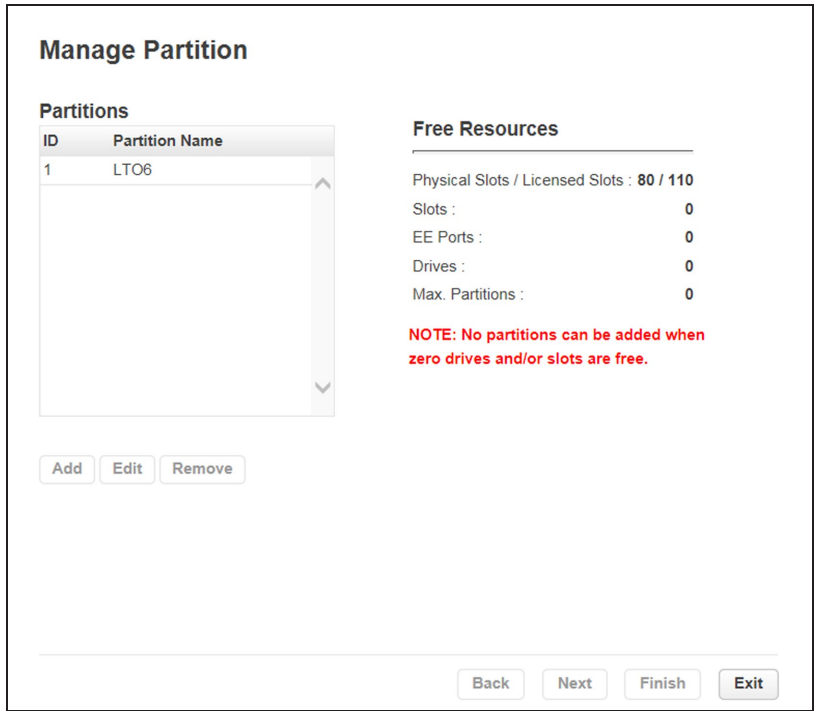 Manage Partition
Partitions
ID Partition Name
1 LTO6
Free Resources
Physical Slots / Licensed Slots : 80 / 110
Slots : 0
EE Ports : 0
Drives : 0
Max. Partitions : 0
NOTE: No partitions can be added when
zero drives and/or slots are free.
Add Edit Remove
Back Next Finish Exit